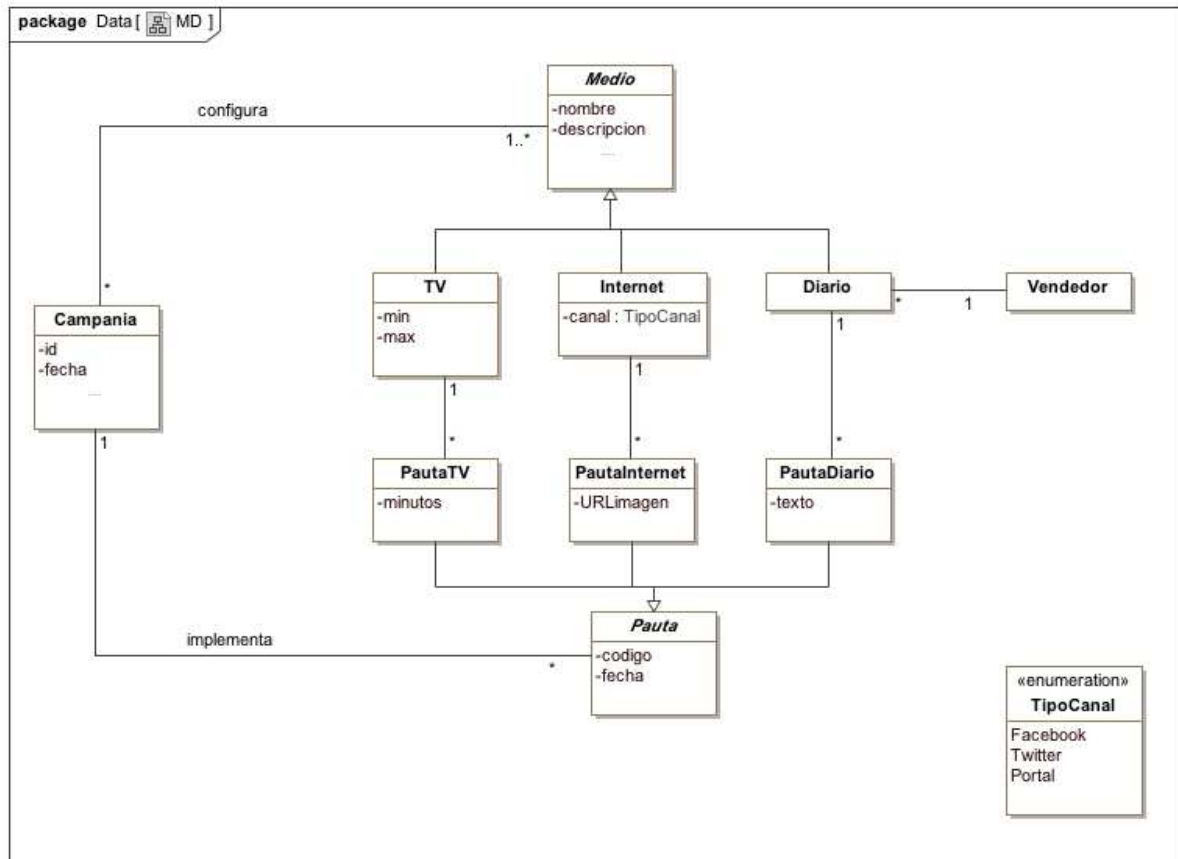 package Data [ MD ]
Medio
-nombre
-descripcion
....
configura
1..*
*
TV
-min
-max
Internet
-canal : TipoCanal
Diario
*
1
Vendedor
Campania
-id
-fecha
....
1
1
1
1
*
*
*
PautaTV
-minutos
PautaInternet
-URLimagen
PautaDiario
-texto
implementa
*
Pauta
-codigo
-fecha
«enumeration»
TipoCanal
Facebook
Twitter
Portal